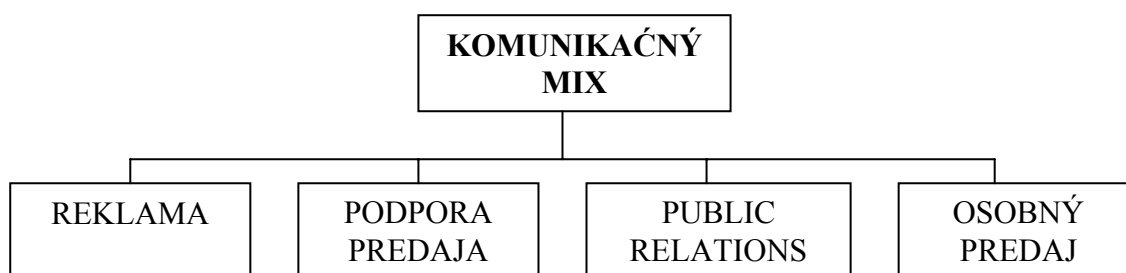 KOMUNIKAĆNÝ
MIX
REKLAMA
PODPORA
PREDAJA
PUBLIC
RELATIONS
OSOBNÝ
PREDAJ